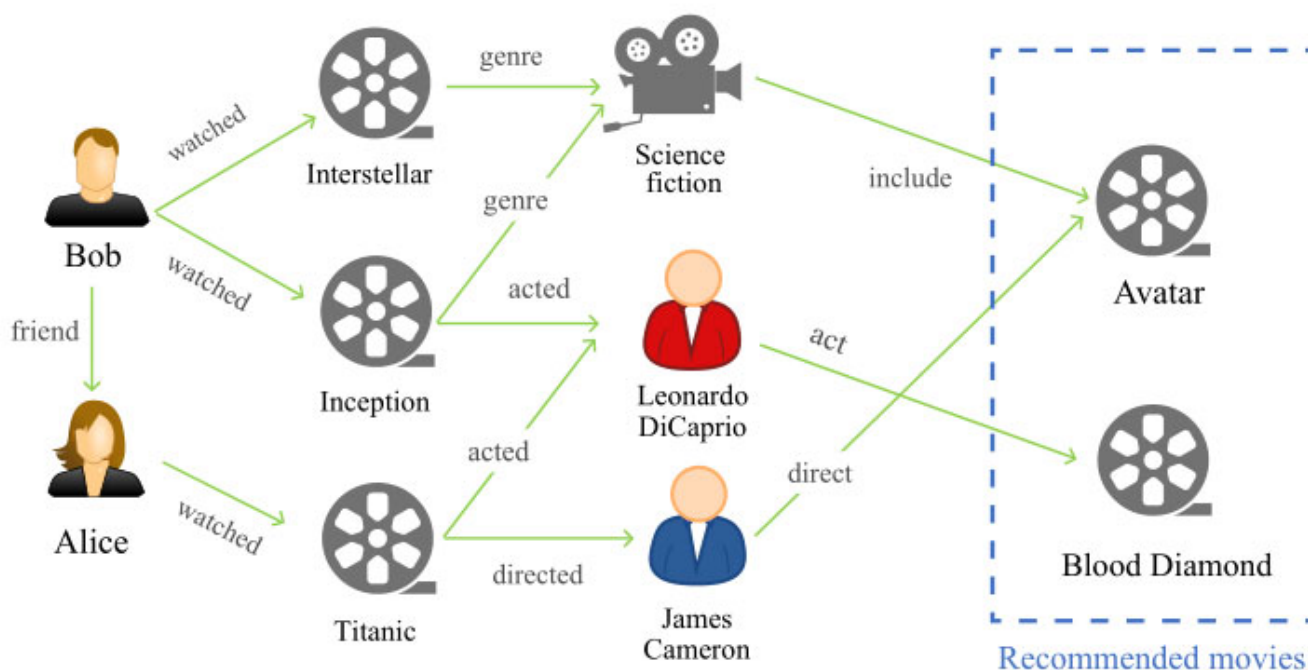 genre
watched
Interstellar
Science
fiction
include
Bob
genre
watched
acted
Avatar
friend
act
Inception
Leonardo
DiCaprio
acted
direct
watched
Alice
directed
Blood Diamond
Titanic
James
Cameron
Recommended movies